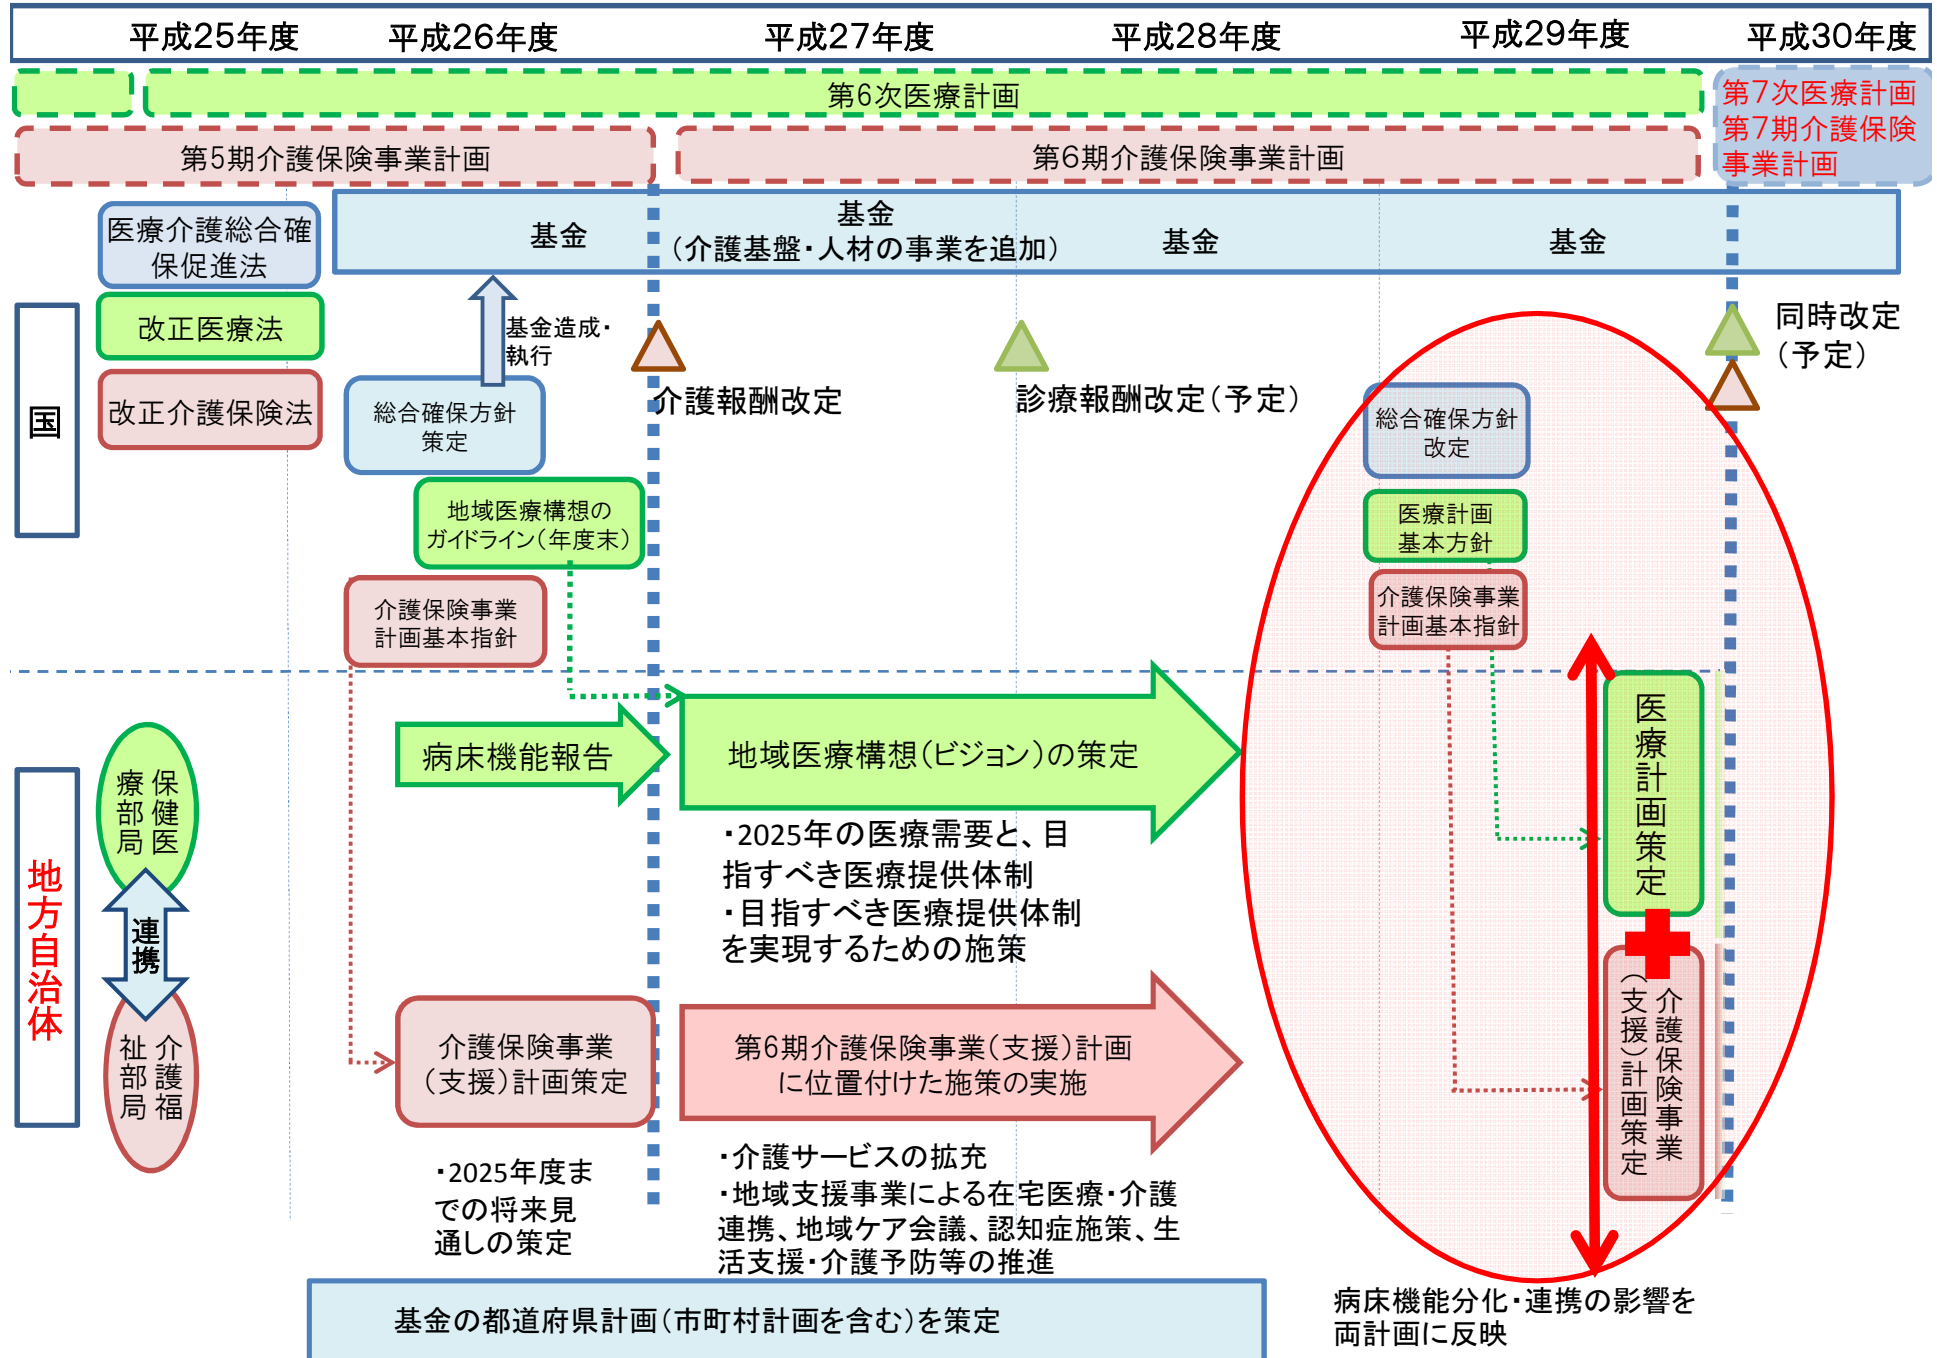 平成25年度
平成26年度
平成27年度
平成28年度
平成29年度
平成30年度
第6次医療計画
第7次医療計画
第7期介護保険
事業計画
第5期介護保険事業計画
第6期介護保険事業計画
医療介護総合確
保促進法
改正医療法
改正介護保険法
基金
基金
（介護基盤・人材の事業を追加）
基金
基金
国
基金造成・
執行
総合確保方針
策定
介護報酬改定
診療報酬改定（予定）
同時改定
（予定）
地域医療構想の
ガイドライン（年度末）
介護保険事業
計画基本指針
総合確保方針
改定
医療計画
基本方針
介護保険事業
計画基本指針
地方自治体
保健医
療部局
連携
介護福
祉部局
病床機能報告
地域医療構想（ビジョン）の策定
・2025年の医療需要と、目
指すべき医療提供体制
・目指すべき医療提供体制
を実現するための施策
医療計画策定
介護保険事業
（支援）計画策定
第6期介護保険事業（支援）計画
に位置付けた施策の実施
介護保険事業
（支援）計画策定
・2025年度ま
での将来見
通しの策定
・介護サービスの拡充
・地域支援事業による在宅医療・介護
連携、地域ケア会議、認知症施策、生
活支援・介護予防等の推進
基金の都道府県計画（市町村計画を含む）を策定
病床機能分化・連携の影響を
両計画に反映